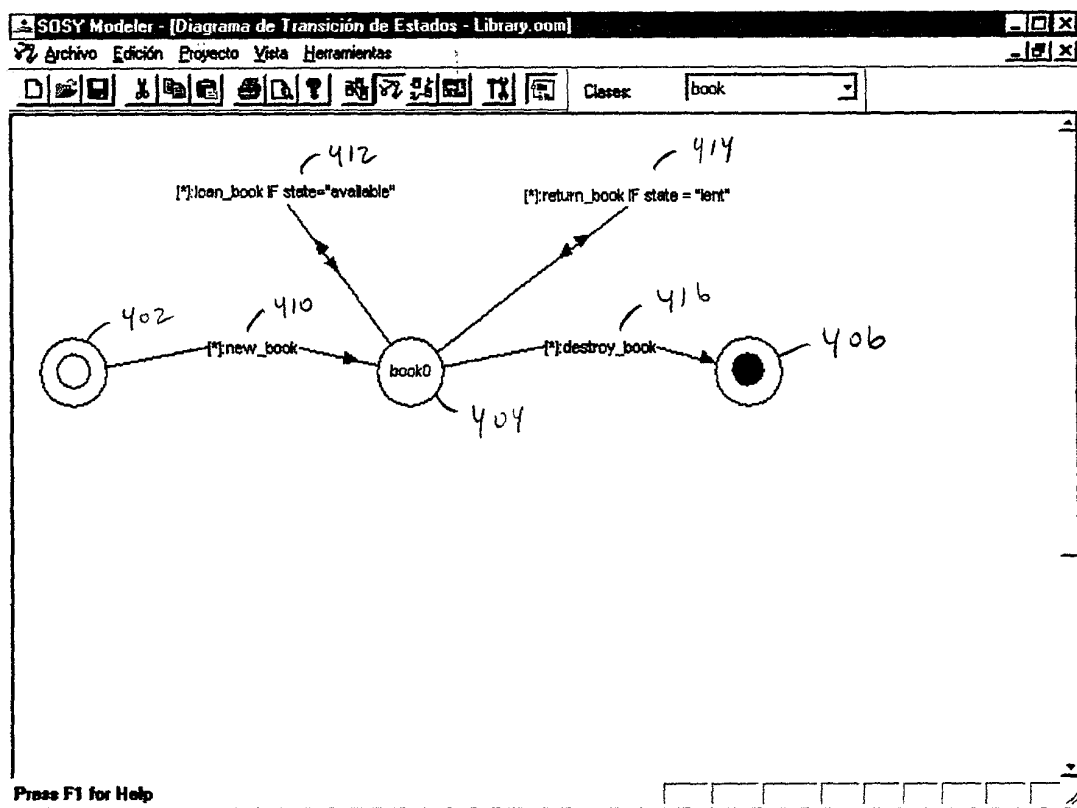 SOSY Modeler - [Diagrama de Transición de Estados - Library.oom]
Archivo Edición Proyecto Vista Herramientas
Clases: book
412
414
[*]:loan_book IF state="available"
[*]:return_book IF state = "lent"
402
410
416
406
[*]:new_book
book0
[*]:destroy_book
404
Press F1 for Help